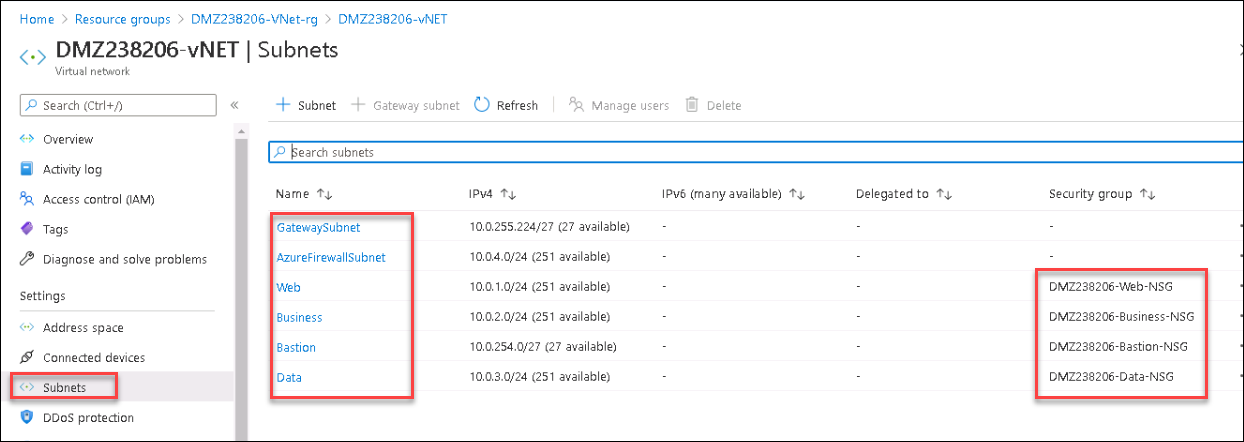 Home > Resource groups > DMZ238206-VNet-rg > DMZ238206-vNET
DMZ238206-vNET | Subnets
Virtual network
Search (Ctrl+/) «
+ Subnet + Gateway subnet Refresh Manage users Delete
Overview
Activity log
Access control (IAM)
Tags
Diagnose and solve problems
Settings
Address space
Connected devices
Subnets
DDoS protection
Search subnets
Name ↑↓ IPv4 ↑↓ IPv6 (many available) ↑↓ Delegated to ↑↓ Security group ↑↓
GatewaySubnet 10.0.255.224/27 (27 available) - - -
AzureFirewallSubnet 10.0.4.0/24 (251 available) - - -
Web 10.0.1.0/24 (251 available) - - DMZ238206-Web-NSG
Business 10.0.2.0/24 (251 available) - - DMZ238206-Business-NSG
Bastion 10.0.254.0/27 (27 available) - - DMZ238206-Bastion-NSG
Data 10.0.3.0/24 (251 available) - - DMZ238206-Data-NSG